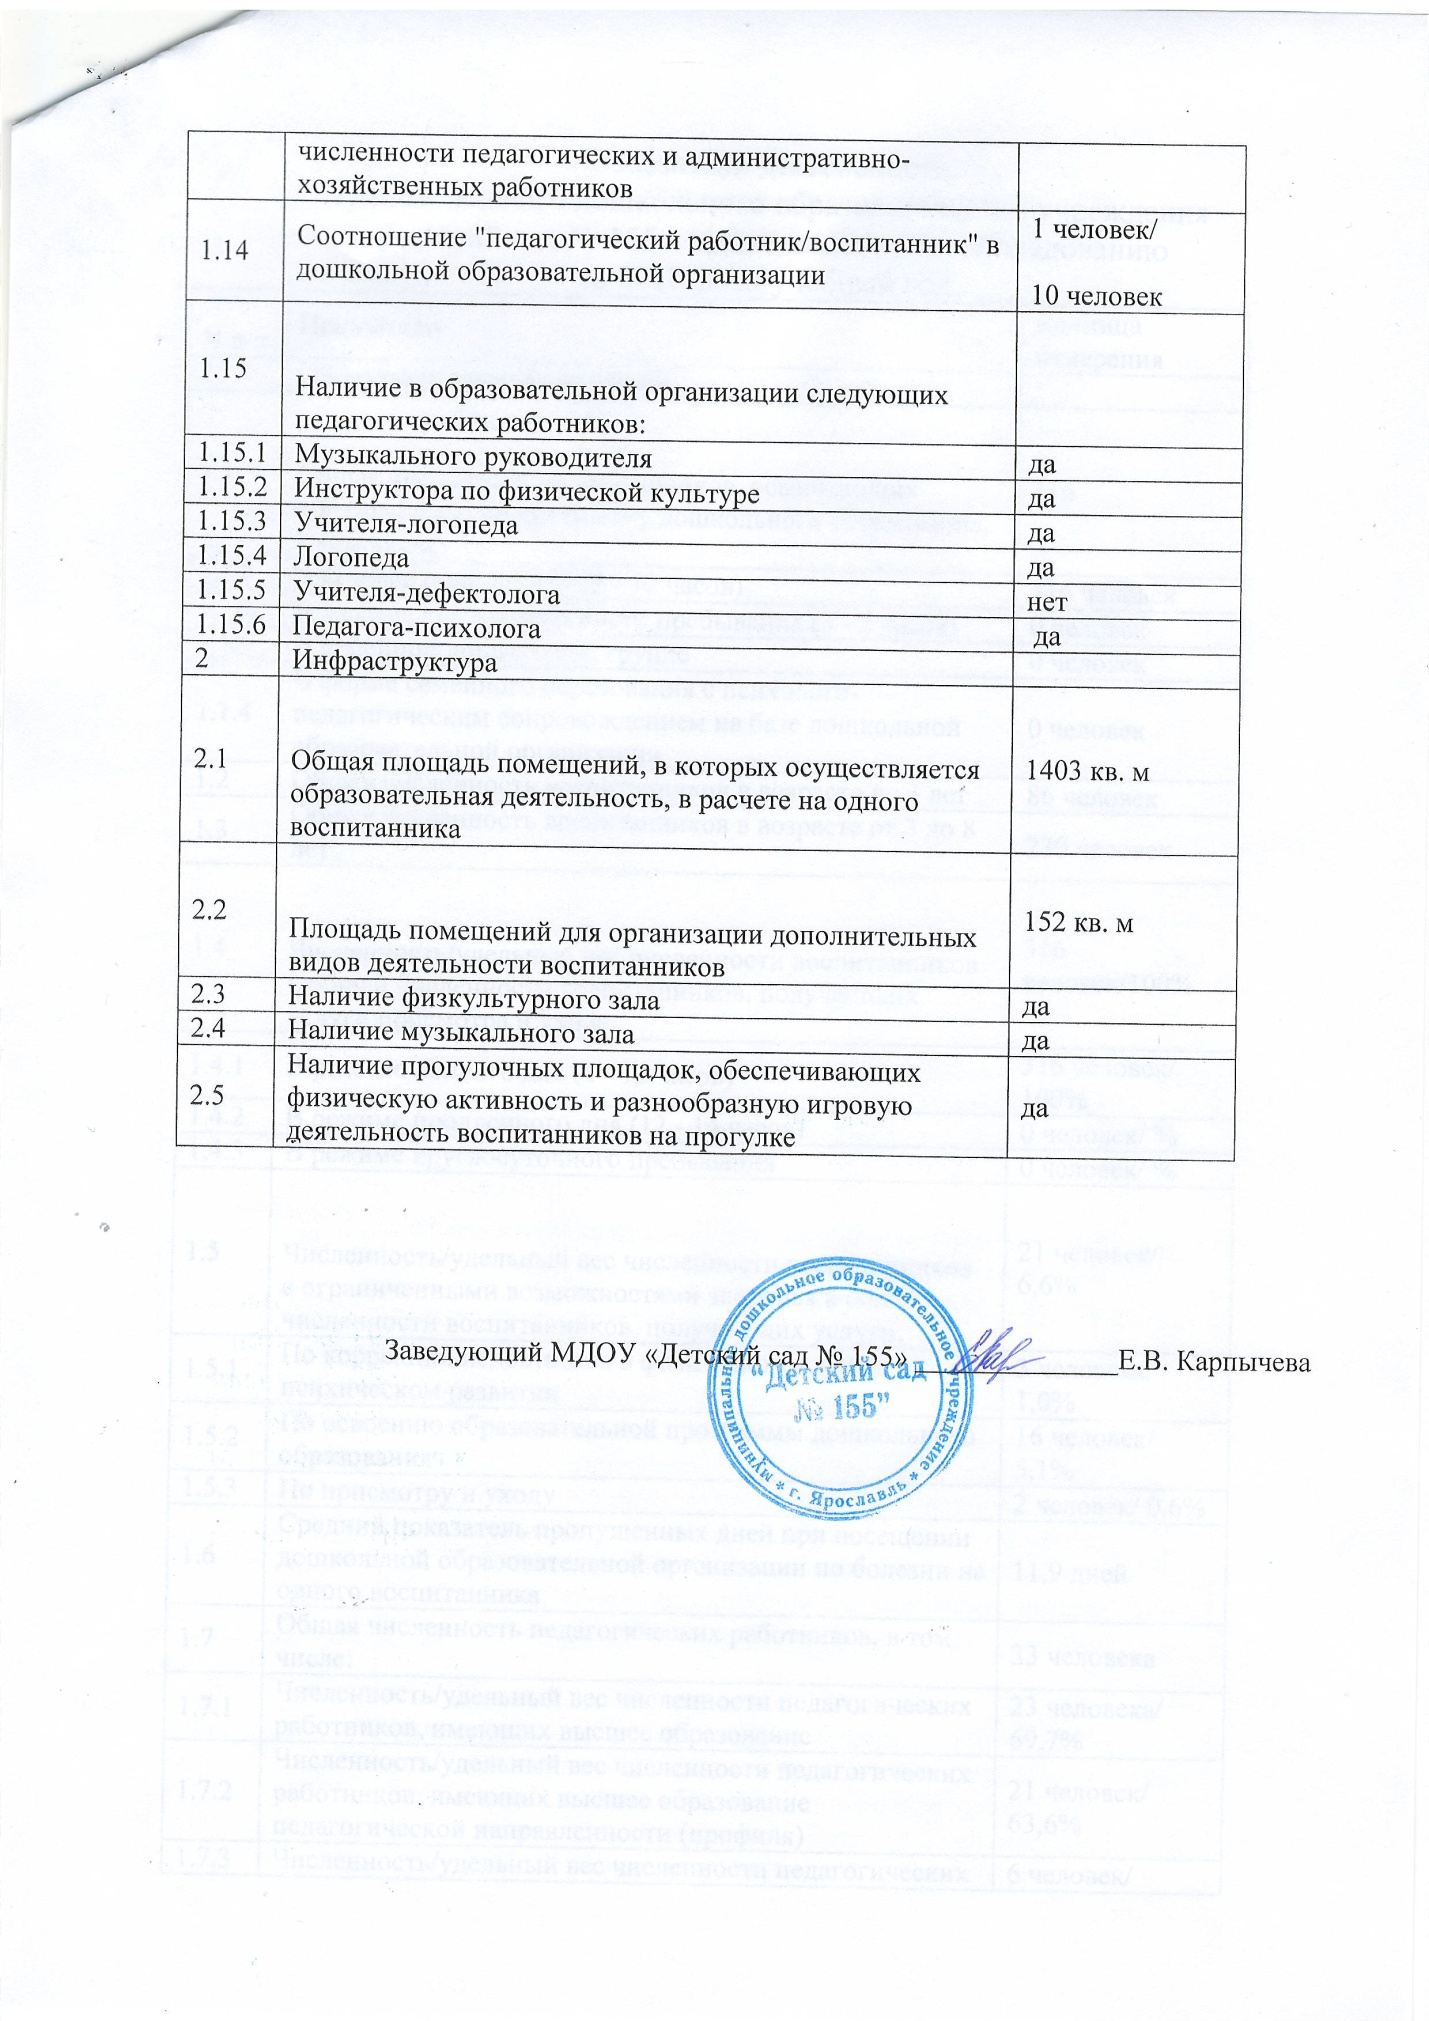 численности педагогических и административно-
хозяйственных работников
1.14
Соотношение "педагогический работник/воспитанник" в
дошкольной образовательной организации
1 человек/
10 человек
1.15
Наличие в образовательной организации следующих
педагогических работников:
1.15.1 Музыкального руководителя да
1.15.2 Инструктора по физической культуре да
1.15.3 Учителя-логопеда да
1.15.4 Логопеда да
1.15.5 Учителя-дефектолога нет
1.15.6 Педагога-психолога да
2 Инфраструктура
2.1
Общая площадь помещений, в которых осуществляется
образовательная деятельность, в расчете на одного
воспитанника
1403 кв. м
2.2
Площадь помещений для организации дополнительных
видов деятельности воспитанников
152 кв. м
2.3 Наличие физкультурного зала да
2.4 Наличие музыкального зала да
2.5
Наличие прогулочных площадок, обеспечивающих
физическую активность и разнообразную игровую
деятельность воспитанников на прогулке
да
Заведующий МДОУ «Детский сад № 155» Е.В. Карпычева
муниципальное дошкольное образовательное учреждение
* г. Ярославль *
“Детский сад
№ 155”